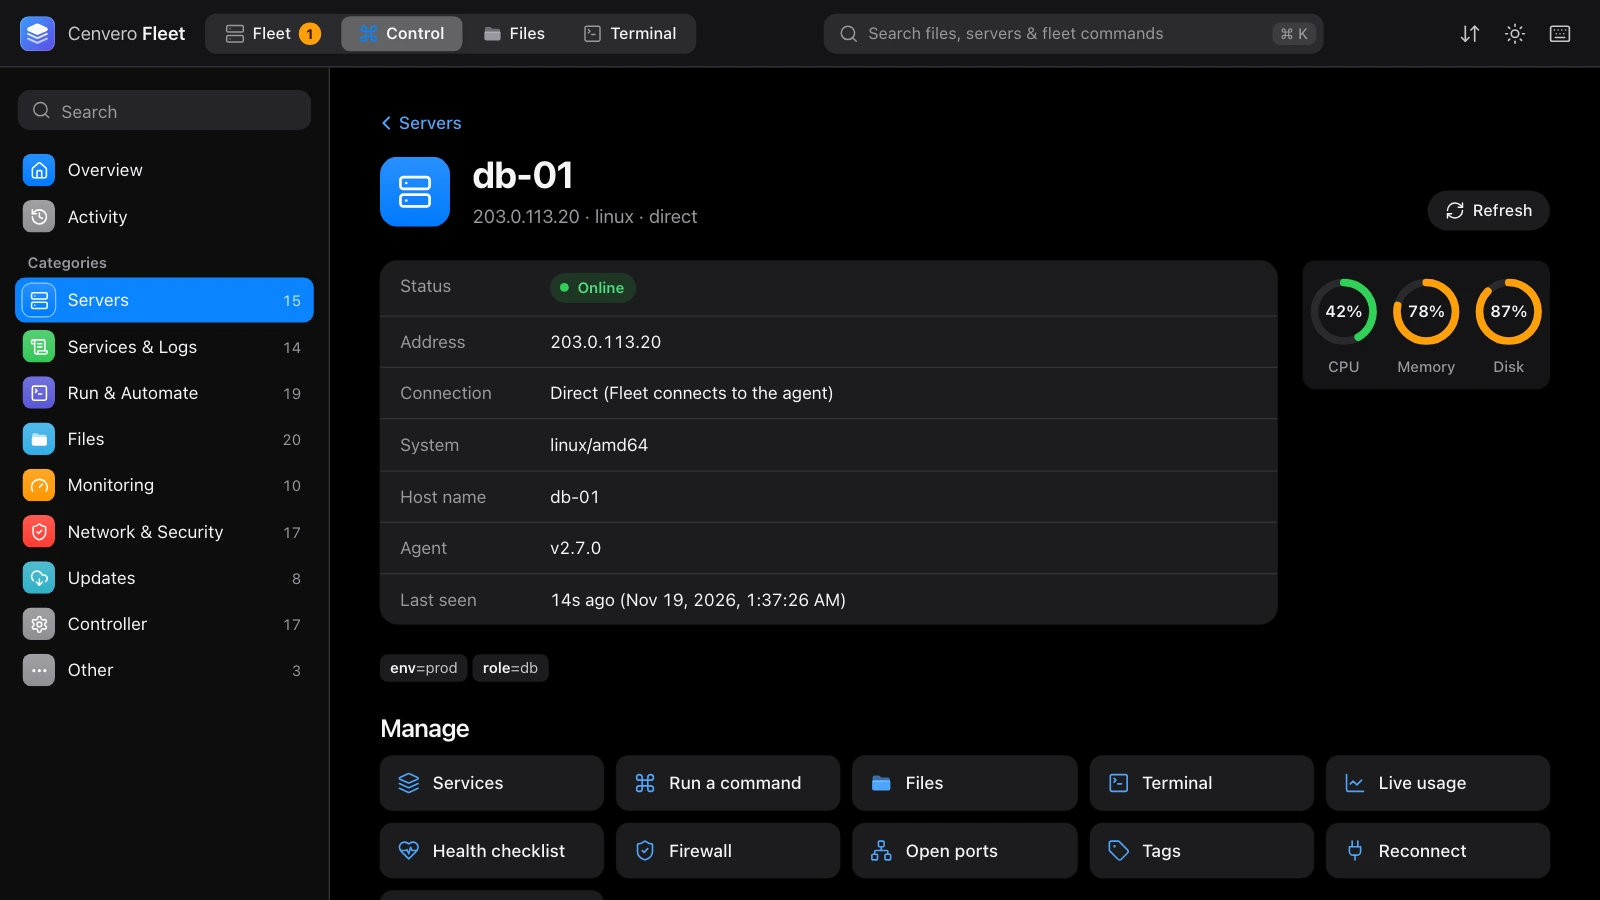 Cenvero Fleet
Fleet 1
Control
Files
Terminal
Search files, servers & fleet commands
⌘ K
Search
Overview
Activity
Categories
Servers 15
Services & Logs 14
Run & Automate 19
Files 20
Monitoring 10
Network & Security 17
Updates 8
Controller 17
Other 3
Servers
db-01
203.0.113.20 · linux · direct
Refresh
Status Online
Address 203.0.113.20
Connection Direct (Fleet connects to the agent)
System linux/amd64
Host name db-01
Agent v2.7.0
Last seen 14s ago (Nov 19, 2026, 1:37:26 AM)
42% 78% 87%
CPU Memory Disk
env=prod role=db
Manage
Services
Run a command
Files
Terminal
Live usage
Health checklist
Firewall
Open ports
Tags
Reconnect